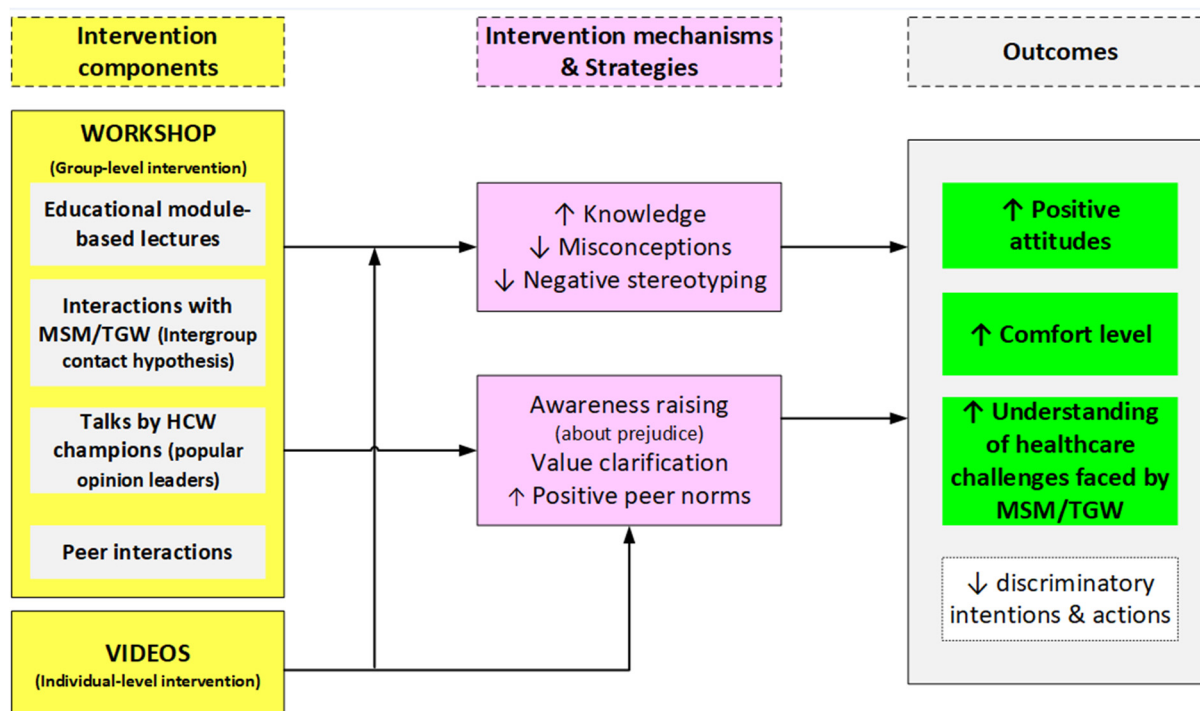 Intervention
components
Intervention mechanisms
& Strategies
Outcomes
WORKSHOP
(Group-level intervention)
Educational module-
based lectures
Interactions with
MSM/TGW (Intergroup
contact hypothesis)
Talks by HCW
champions (popular
opinion leaders)
Peer interactions
VIDEOS
(Individual-level intervention)
↑ Knowledge
↓ Misconceptions
↓ Negative stereotyping
Awareness raising
(about prejudice)
Value clarification
↑ Positive peer norms
↑ Positive
attitudes
↑ Comfort level
↑ Understanding
of healthcare
challenges faced by
MSM/TGW
↓ discriminatory
intentions & actions